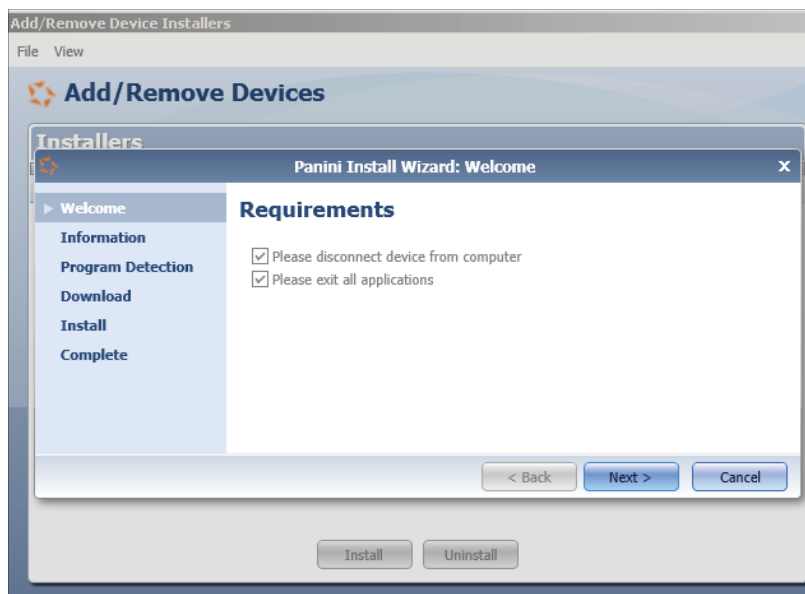 Add/Remove Device Installers
File View
Add/Remove Devices
Installers
Panini Install Wizard: Welcome
x
Welcome
Information
Program Detection
Download
Install
Complete
Requirements
Please disconnect device from computer
Please exit all applications
< Back Next > Cancel
Install Uninstall